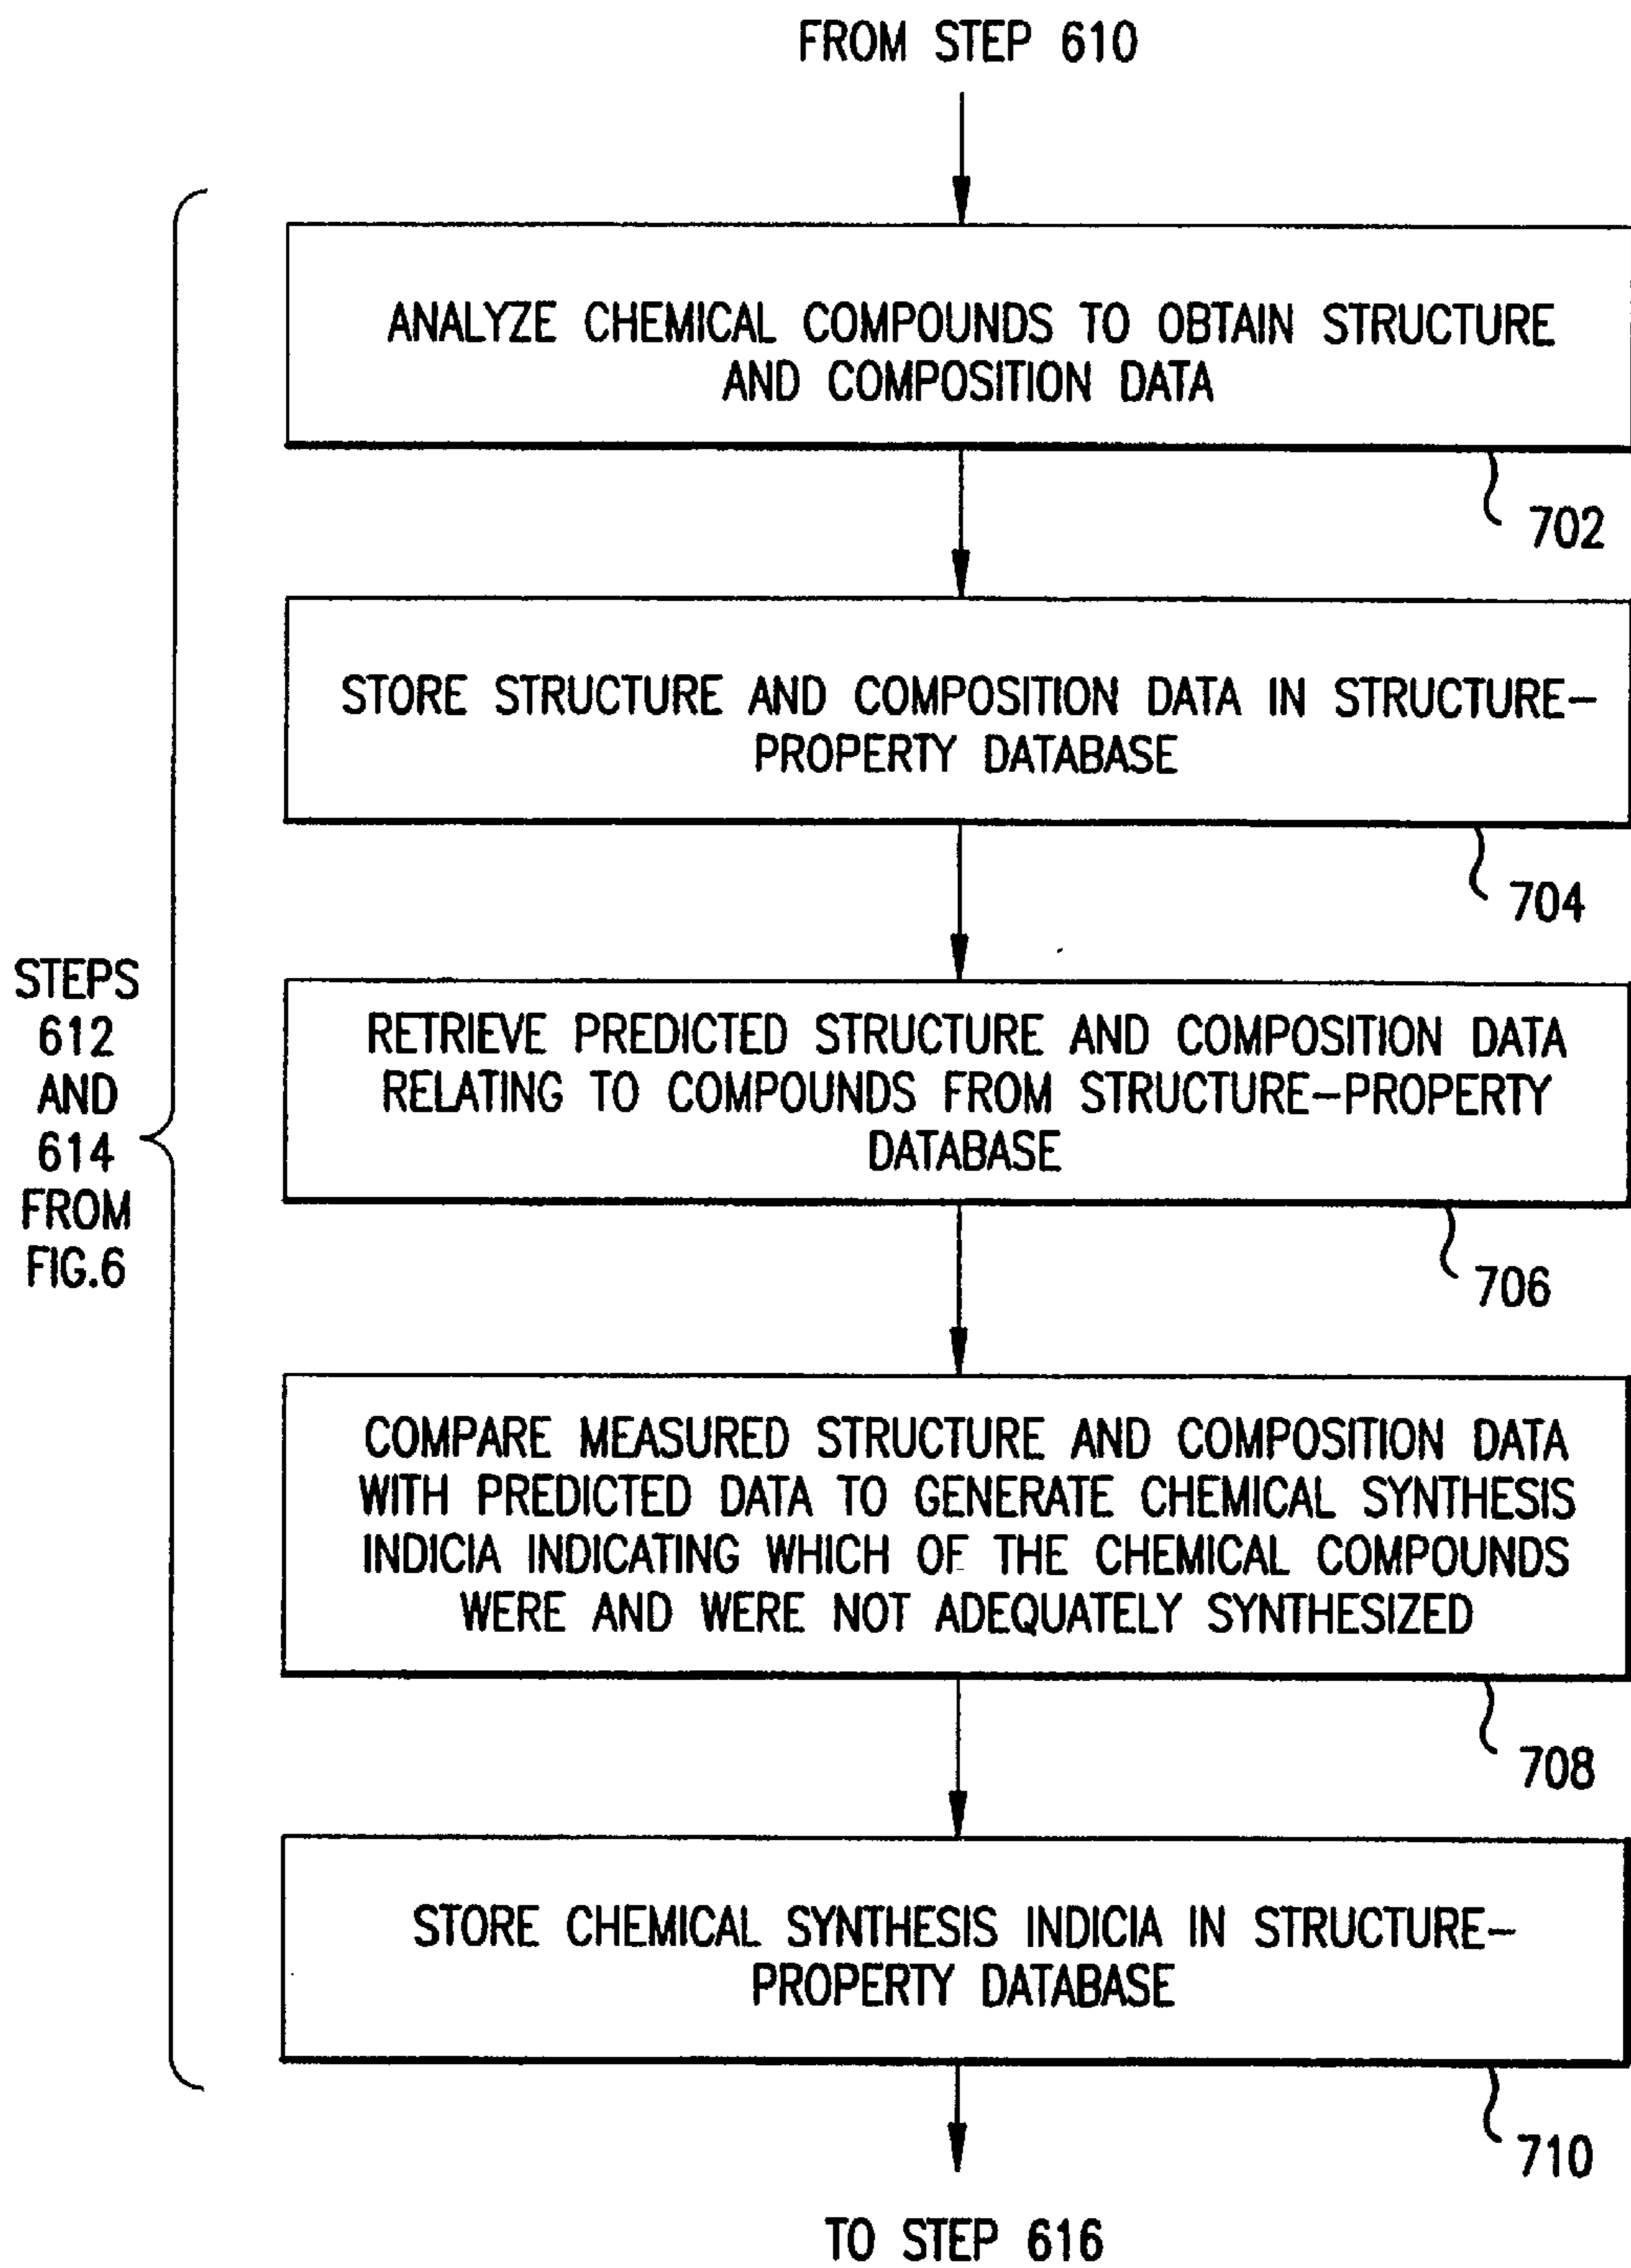 FROM STEP 610
ANALYZE CHEMICAL COMPOUNDS TO OBTAIN STRUCTURE
AND COMPOSITION DATA
702
STORE STRUCTURE AND COMPOSITION DATA IN STRUCTURE-
PROPERTY DATABASE
704
STEPS
612
AND
614
FROM
FIG.6
RETRIEVE PREDICTED STRUCTURE AND COMPOSITION DATA
RELATING TO COMPOUNDS FROM STRUCTURE-PROPERTY
DATABASE
706
COMPARE MEASURED STRUCTURE AND COMPOSITION DATA
WITH PREDICTED DATA TO GENERATE CHEMICAL SYNTHESIS
INDICIA INDICATING WHICH OF THE CHEMICAL COMPOUNDS
WERE AND WERE NOT ADEQUATELY SYNTHESIZED
708
STORE CHEMICAL SYNTHESIS INDICIA IN STRUCTURE-
PROPERTY DATABASE
710
TO STEP 616